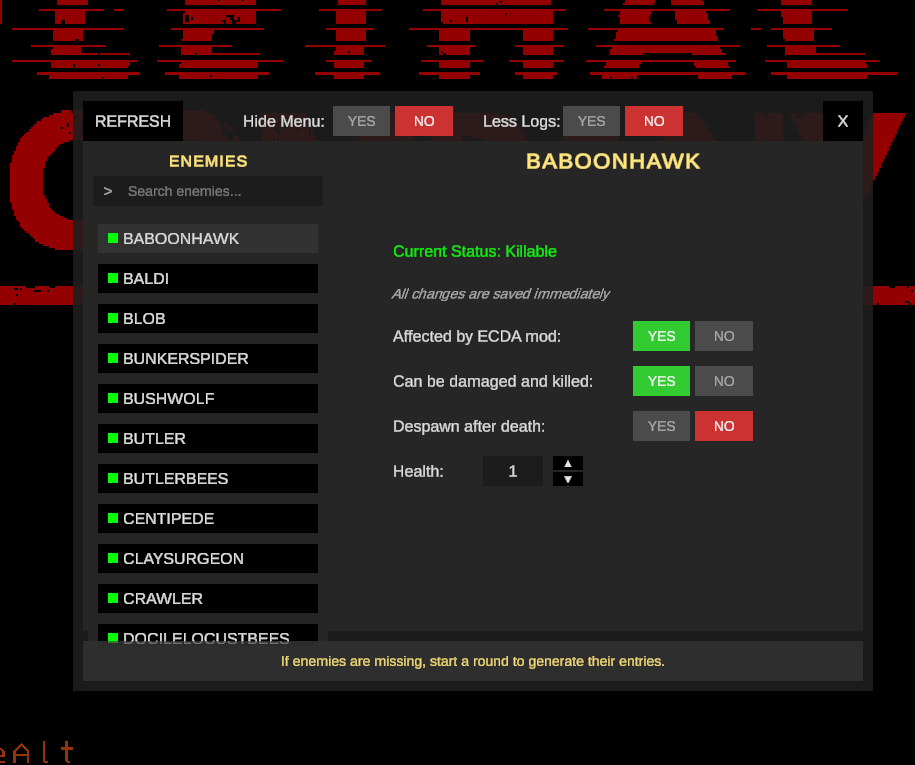 LETHAL
COMPANY
REFRESH Hide Menu: YES NO Less Logs: YES NO X
ENEMIES
> Search enemies...
BABOONHAWK
BALDI
BLOB
BUNKERSPIDER
BUSHWOLF
BUTLER
BUTLERBEES
CENTIPEDE
CLAYSURGEON
CRAWLER
DOCILELOCUSTBEES
BABOONHAWK
Current Status: Killable
All changes are saved immediately
Affected by ECDA mod: YES NO
Can be damaged and killed: YES NO
Despawn after death: YES NO
Health: 1 ▲
▼
If enemies are missing, start a round to generate their entries.